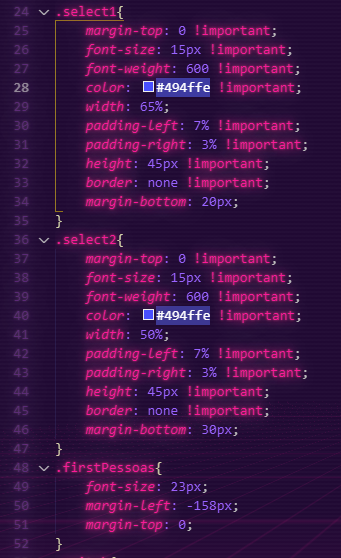 24 .select1{
25 margin-top: 0 !important;
26 font-size: 15px !important;
27 font-weight: 600 !important;
28 color: #494ffe !important;
29 width: 65%;
30 padding-left: 7% !important;
31 padding-right: 3% !important;
32 height: 45px !important;
33 border: none !important;
34 margin-bottom: 20px;
35 }
36 .select2{
37 margin-top: 0 !important;
38 font-size: 15px !important;
39 font-weight: 600 !important;
40 color: #494ffe !important;
41 width: 50%;
42 padding-left: 7% !important;
43 padding-right: 3% !important;
44 height: 45px !important;
45 border: none !important;
46 margin-bottom: 30px;
47 }
48 .firstPessoas{
49 font-size: 23px;
50 margin-left: -158px;
51 margin-top: 0;
52 }